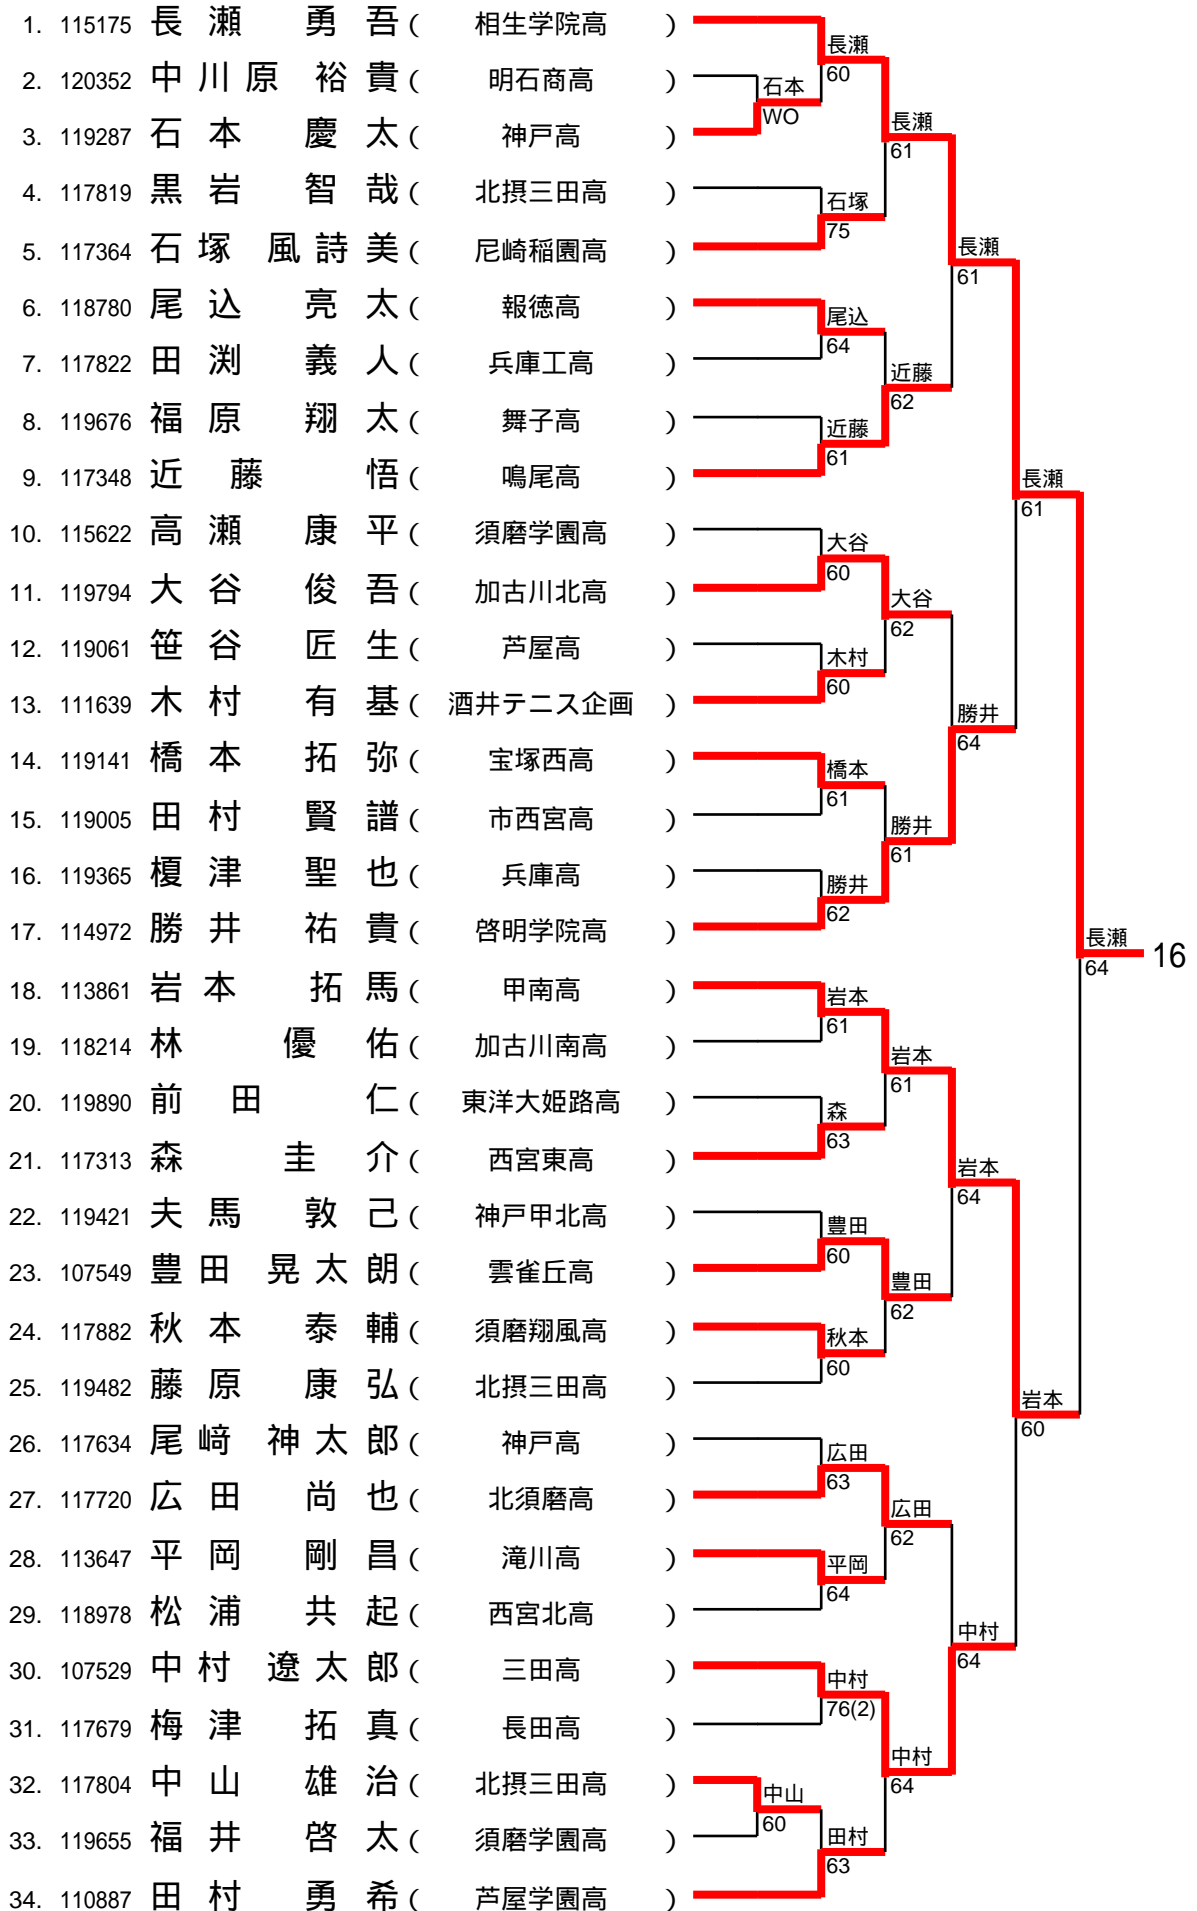 1. 115175 長瀬 勇吾 ( 相生学院高 )
長瀬
60
2. 120352 中川原 裕貴 ( 明石商高 )
石本
WO
3. 119287 石本 慶太 ( 神戸高 )
長瀬
61
4. 117819 黒岩 智哉 ( 北摂三田高 )
石塚
75
5. 117364 石塚 風詩美 ( 尼崎稲園高 )
長瀬
61
6. 118780 尾込 亮太 ( 報徳高 )
尾込
64
7. 117822 田渕 義人 ( 兵庫工高 )
近藤
62
8. 119676 福原 翔太 ( 舞子高 )
近藤
61
9. 117348 近藤 悟 ( 鳴尾高 )
長瀬
61
10. 115622 高瀬 康平 ( 須磨学園高 )
大谷
60
11. 119794 大谷 俊吾 ( 加古川北高 )
大谷
62
12. 119061 笹谷 匠生 ( 芦屋高 )
木村
60
13. 111639 木村 有基 ( 酒井テニス企画 )
勝井
64
14. 119141 橋本 拓弥 ( 宝塚西高 )
橋本
61
15. 119005 田村 賢譜 ( 市西宮高 )
勝井
61
16. 119365 榎津 聖也 ( 兵庫高 )
勝井
62
17. 114972 勝井 祐貴 ( 啓明学院高 )
長瀬
64
16
18. 113861 岩本 拓馬 ( 甲南高 )
岩本
61
19. 118214 林 優佑 ( 加古川南高 )
岩本
61
20. 119890 前田 仁 ( 東洋大姫路高 )
森
63
21. 117313 森 圭介 ( 西宮東高 )
岩本
64
22. 119421 夫馬 敦己 ( 神戸甲北高 )
豊田
60
23. 107549 豊田 晃太朗 ( 雲雀丘高 )
豊田
62
24. 117882 秋本 泰輔 ( 須磨翔風高 )
秋本
60
25. 119482 藤原 康弘 ( 北摂三田高 )
岩本
60
26. 117634 尾﨑 神太郎 ( 神戸高 )
広田
63
27. 117720 広田 尚也 ( 北須磨高 )
広田
62
28. 113647 平岡 剛昌 ( 滝川高 )
平岡
64
29. 118978 松浦 共起 ( 西宮北高 )
中村
64
30. 107529 中村 遼太郎 ( 三田高 )
中村
76(2)
31. 117679 梅津 拓真 ( 長田高 )
中村
64
32. 117804 中山 雄治 ( 北摂三田高 )
中山
60
33. 119655 福井 啓太 ( 須磨学園高 )
田村
63
34. 110887 田村 勇希 ( 芦屋学園高 )